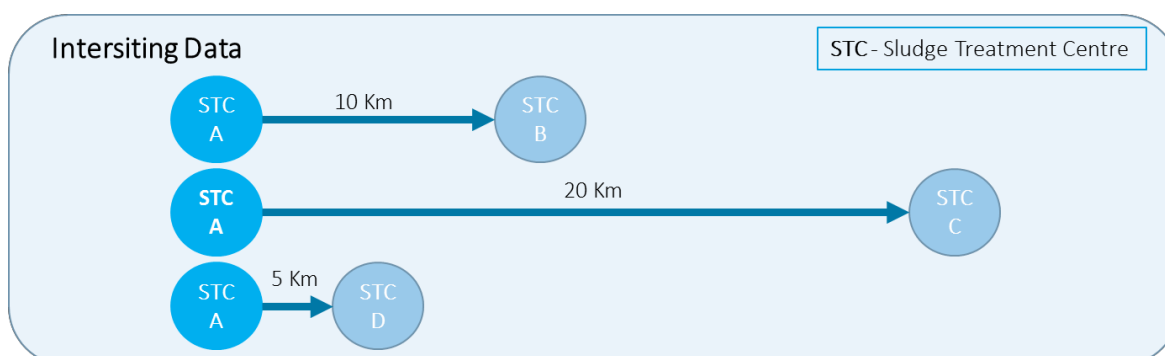 Intersiting Data
STC - Sludge Treatment Centre
STC
A
10 Km
STC
B
STC
A
20 Km
STC
C
STC
A
5 Km
STC
D